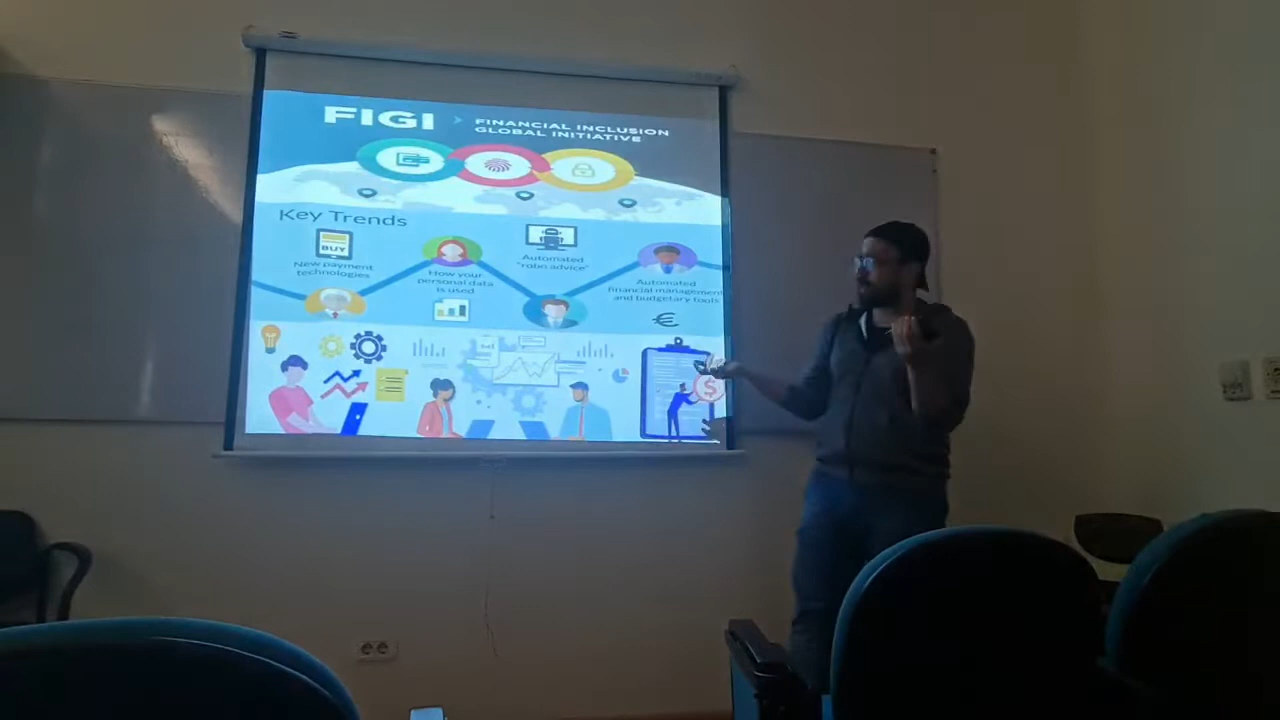 FIGI
FINANCIAL INCLUSION
GLOBAL INITIATIVE
Key Trends
BUY
New payment
technologies
How your
personal data
is used
Automated
"robo advice"
Automated
financial management
and budgetary tools
€
$